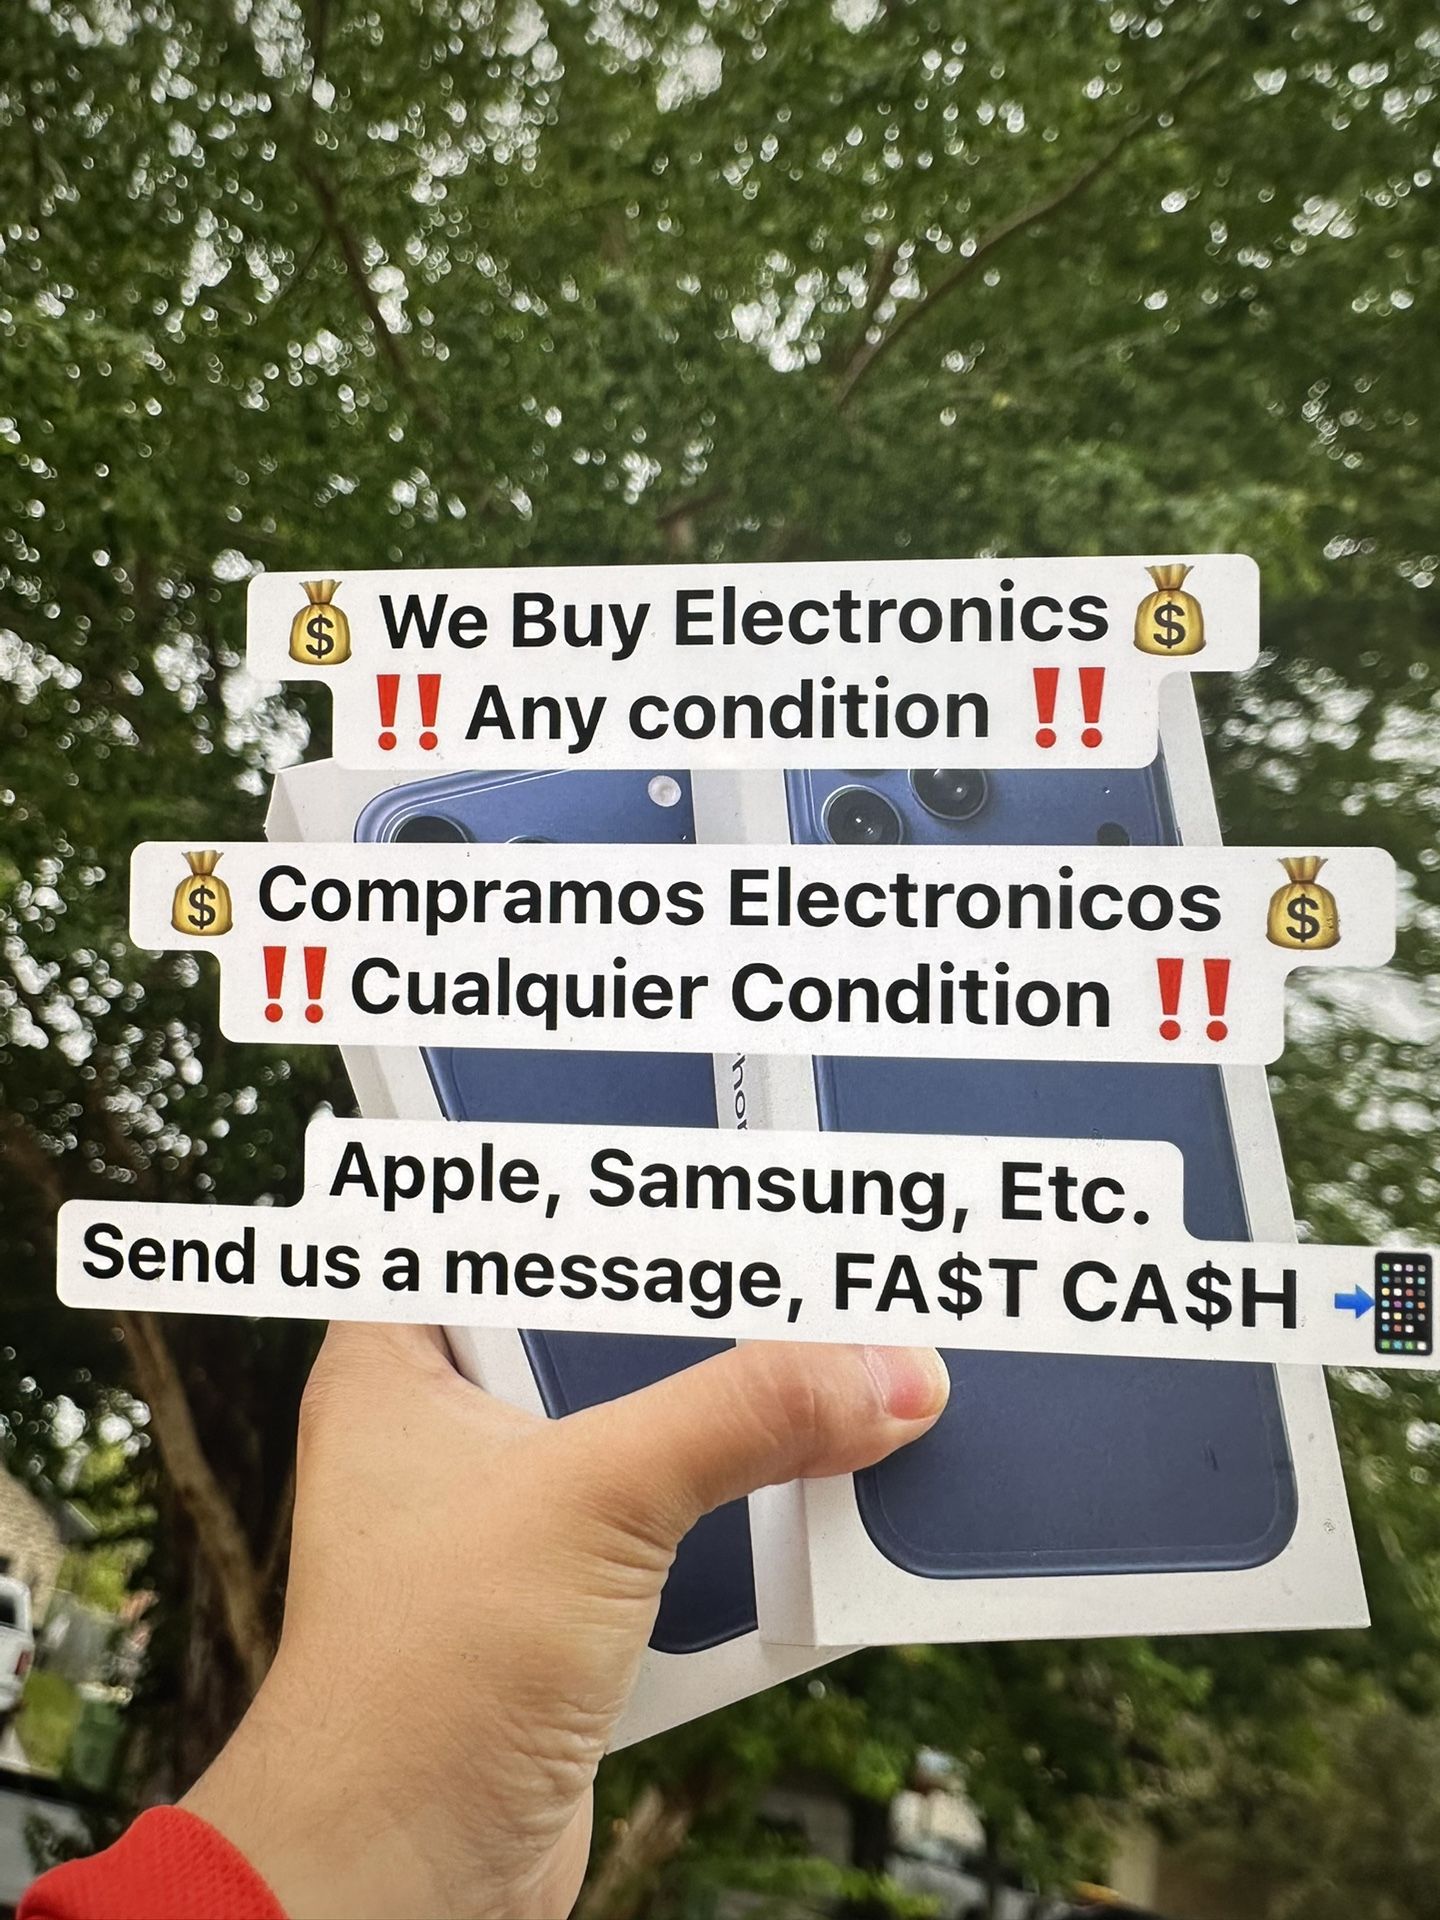 💰 We Buy Electronics 💰
‼️ Any condition ‼️
💰 Compramos Electronicos 💰
‼️ Cualquier Condition ‼️
Apple, Samsung, Etc.
Send us a message, FA$T CA$H 📲